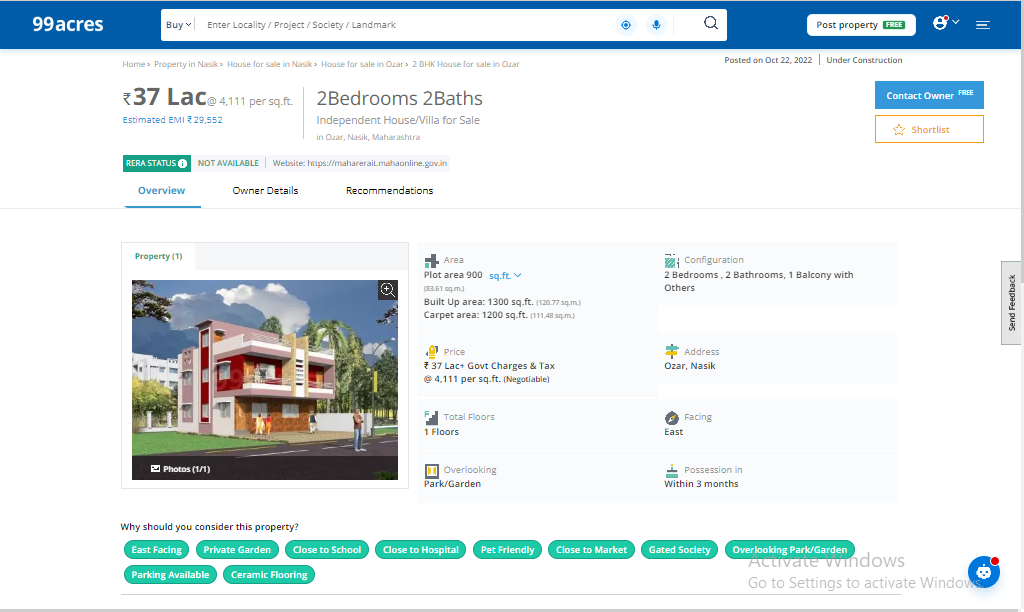 99acres
Buy
Enter Locality / Project / Society / Landmark
Post property FREE
Home › Property in Nasik › House for sale in Nasik › House for sale in Ozar › 2 BHK House for sale in Ozar
Posted on Oct 22, 2022 | Under Construction
₹37 Lac @ 4,111 per sq.ft.
Estimated EMI ₹ 29,552
2Bedrooms 2Baths
Independent House/Villa for Sale
in Ozar, Nasik, Maharashtra
Contact Owner FREE
Shortlist
RERA STATUS NOT AVAILABLE | Website: https://maharerait.mahaonline.gov.in
Overview
Owner Details
Recommendations
Property (1)
Photos (1/1)
Area
Plot area 900 sq.ft.
(83.61 sq.m.)
Built Up area: 1300 sq.ft. (120.77 sq.m.)
Carpet area: 1200 sq.ft. (111.48 sq.m.)
Configuration
2 Bedrooms , 2 Bathrooms, 1 Balcony with
Others
Price
₹ 37 Lac+ Govt Charges & Tax
@ 4,111 per sq.ft. (Negotiable)
Address
Ozar, Nasik
Total Floors
1 Floors
Facing
East
Overlooking
Park/Garden
Possession in
Within 3 months
Send Feedback
Why should you consider this property?
East Facing
Private Garden
Close to School
Close to Hospital
Pet Friendly
Close to Market
Gated Society
Overlooking Park/Garden
Parking Available
Ceramic Flooring
Activate Windows
Go to Settings to activate Windows.